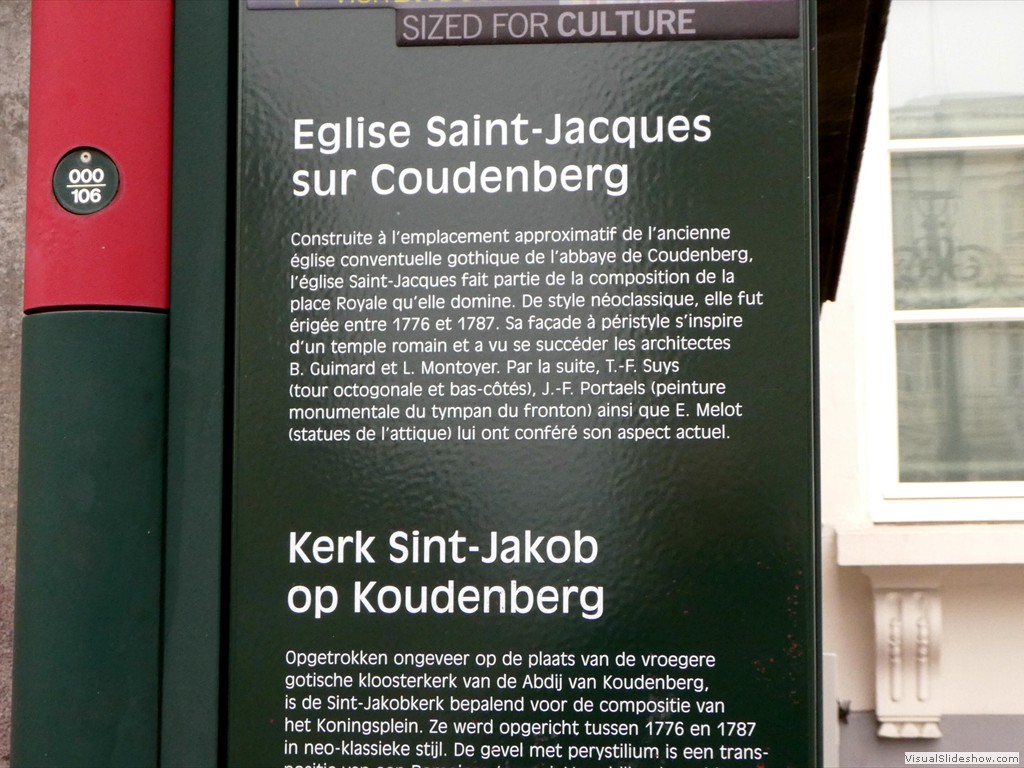 SIZED FOR CULTURE
000
106
Eglise Saint-Jacques
sur Coudenberg
Construite à l'emplacement approximatif de l'ancienne
église conventuelle gothique de l'abbaye de Coudenberg,
l'église Saint-Jacques fait partie de la composition de la
place Royale qu'elle domine. De style néoclassique, elle fut
érigée entre 1776 et 1787. Sa façade à péristyle s'inspire
d'un temple romain et a vu se succéder les architectes
B. Guimard et L. Montoyer. Par la suite, T.-F. Suys
(tour octogonale et bas-côtés), J.-F. Portaels (peinture
monumentale du tympan du fronton) ainsi que E. Melot
(statues de l'attique) lui ont conféré son aspect actuel.
Kerk Sint-Jakob
op Koudenberg
Opgetrokken ongeveer op de plaats van de vroegere
gotische kloosterkerk van de Abdij van Koudenberg,
is de Sint-Jakobkerk bepalend voor de compositie van
het Koningsplein. Ze werd opgericht tussen 1776 en 1787
in neo-klassieke stijl. De gevel met perystilium is een trans-
VisualSlideshow.com